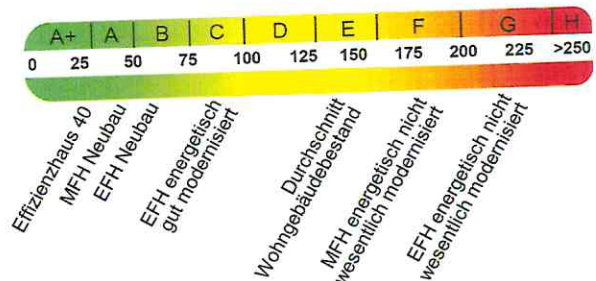 A+ A B C D E F G H
0 25 50 75 100 125 150 175 200 225 >250
Effizienzhaus 40
MFH Neubau
EFH Neubau
EFH energetisch
gut modernisiert
Durchschnitt
Wohngebäudebestand
MFH energetisch nicht
wesentlich modernisiert
EFH energetisch nicht
wesentlich modernisiert